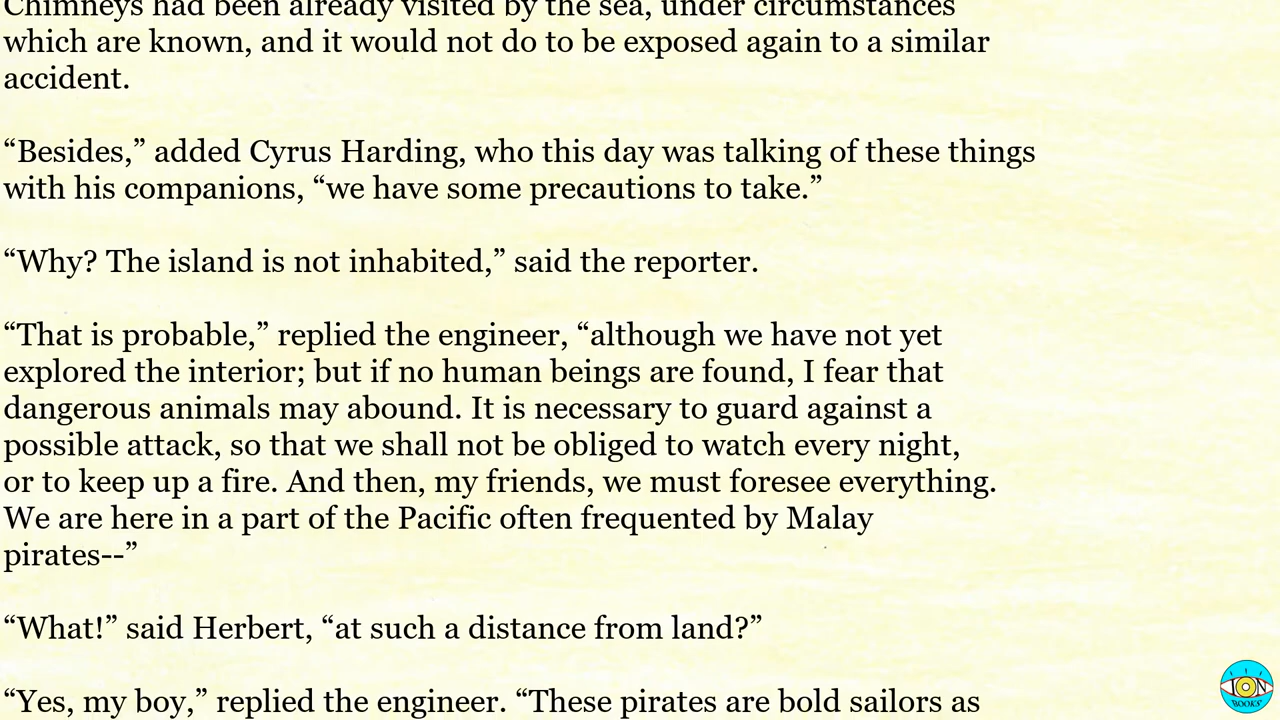 Chimneys had been already visited by the sea, under circumstances
which are known, and it would not do to be exposed again to a similar
accident.
“Besides,” added Cyrus Harding, who this day was talking of these things
with his companions, “we have some precautions to take.”
“Why? The island is not inhabited,” said the reporter.
“That is probable,” replied the engineer, “although we have not yet
explored the interior; but if no human beings are found, I fear that
dangerous animals may abound. It is necessary to guard against a
possible attack, so that we shall not be obliged to watch every night,
or to keep up a fire. And then, my friends, we must foresee everything.
We are here in a part of the Pacific often frequented by Malay
pirates--”
“What!” said Herbert, “at such a distance from land?”
“Yes, my boy,” replied the engineer. “These pirates are bold sailors as
ION
BOOKS